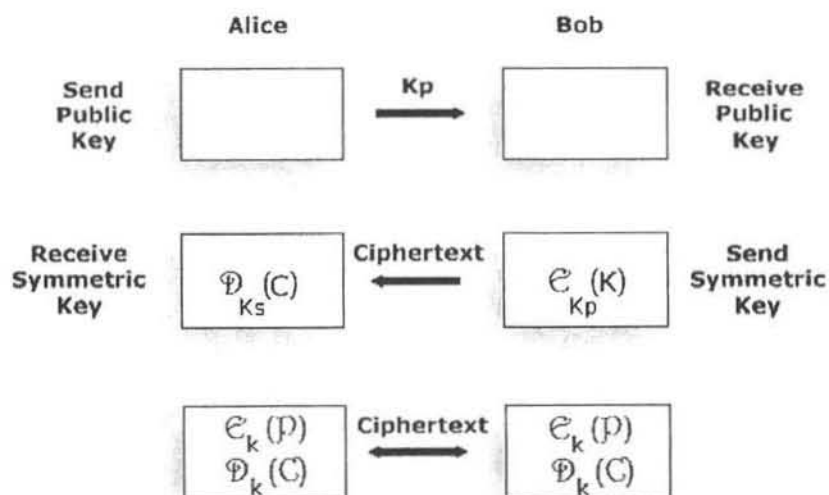 Alice Bob
Send
Public
Key
Kp
Receive
Public
Key
Receive
Symmetric
Key
𝔇Ks(C)
Ciphertext
ℰKp(K)
Send
Symmetric
Key
ℰk(P)
𝔇k(C)
Ciphertext
ℰk(P)
𝔇k(C)